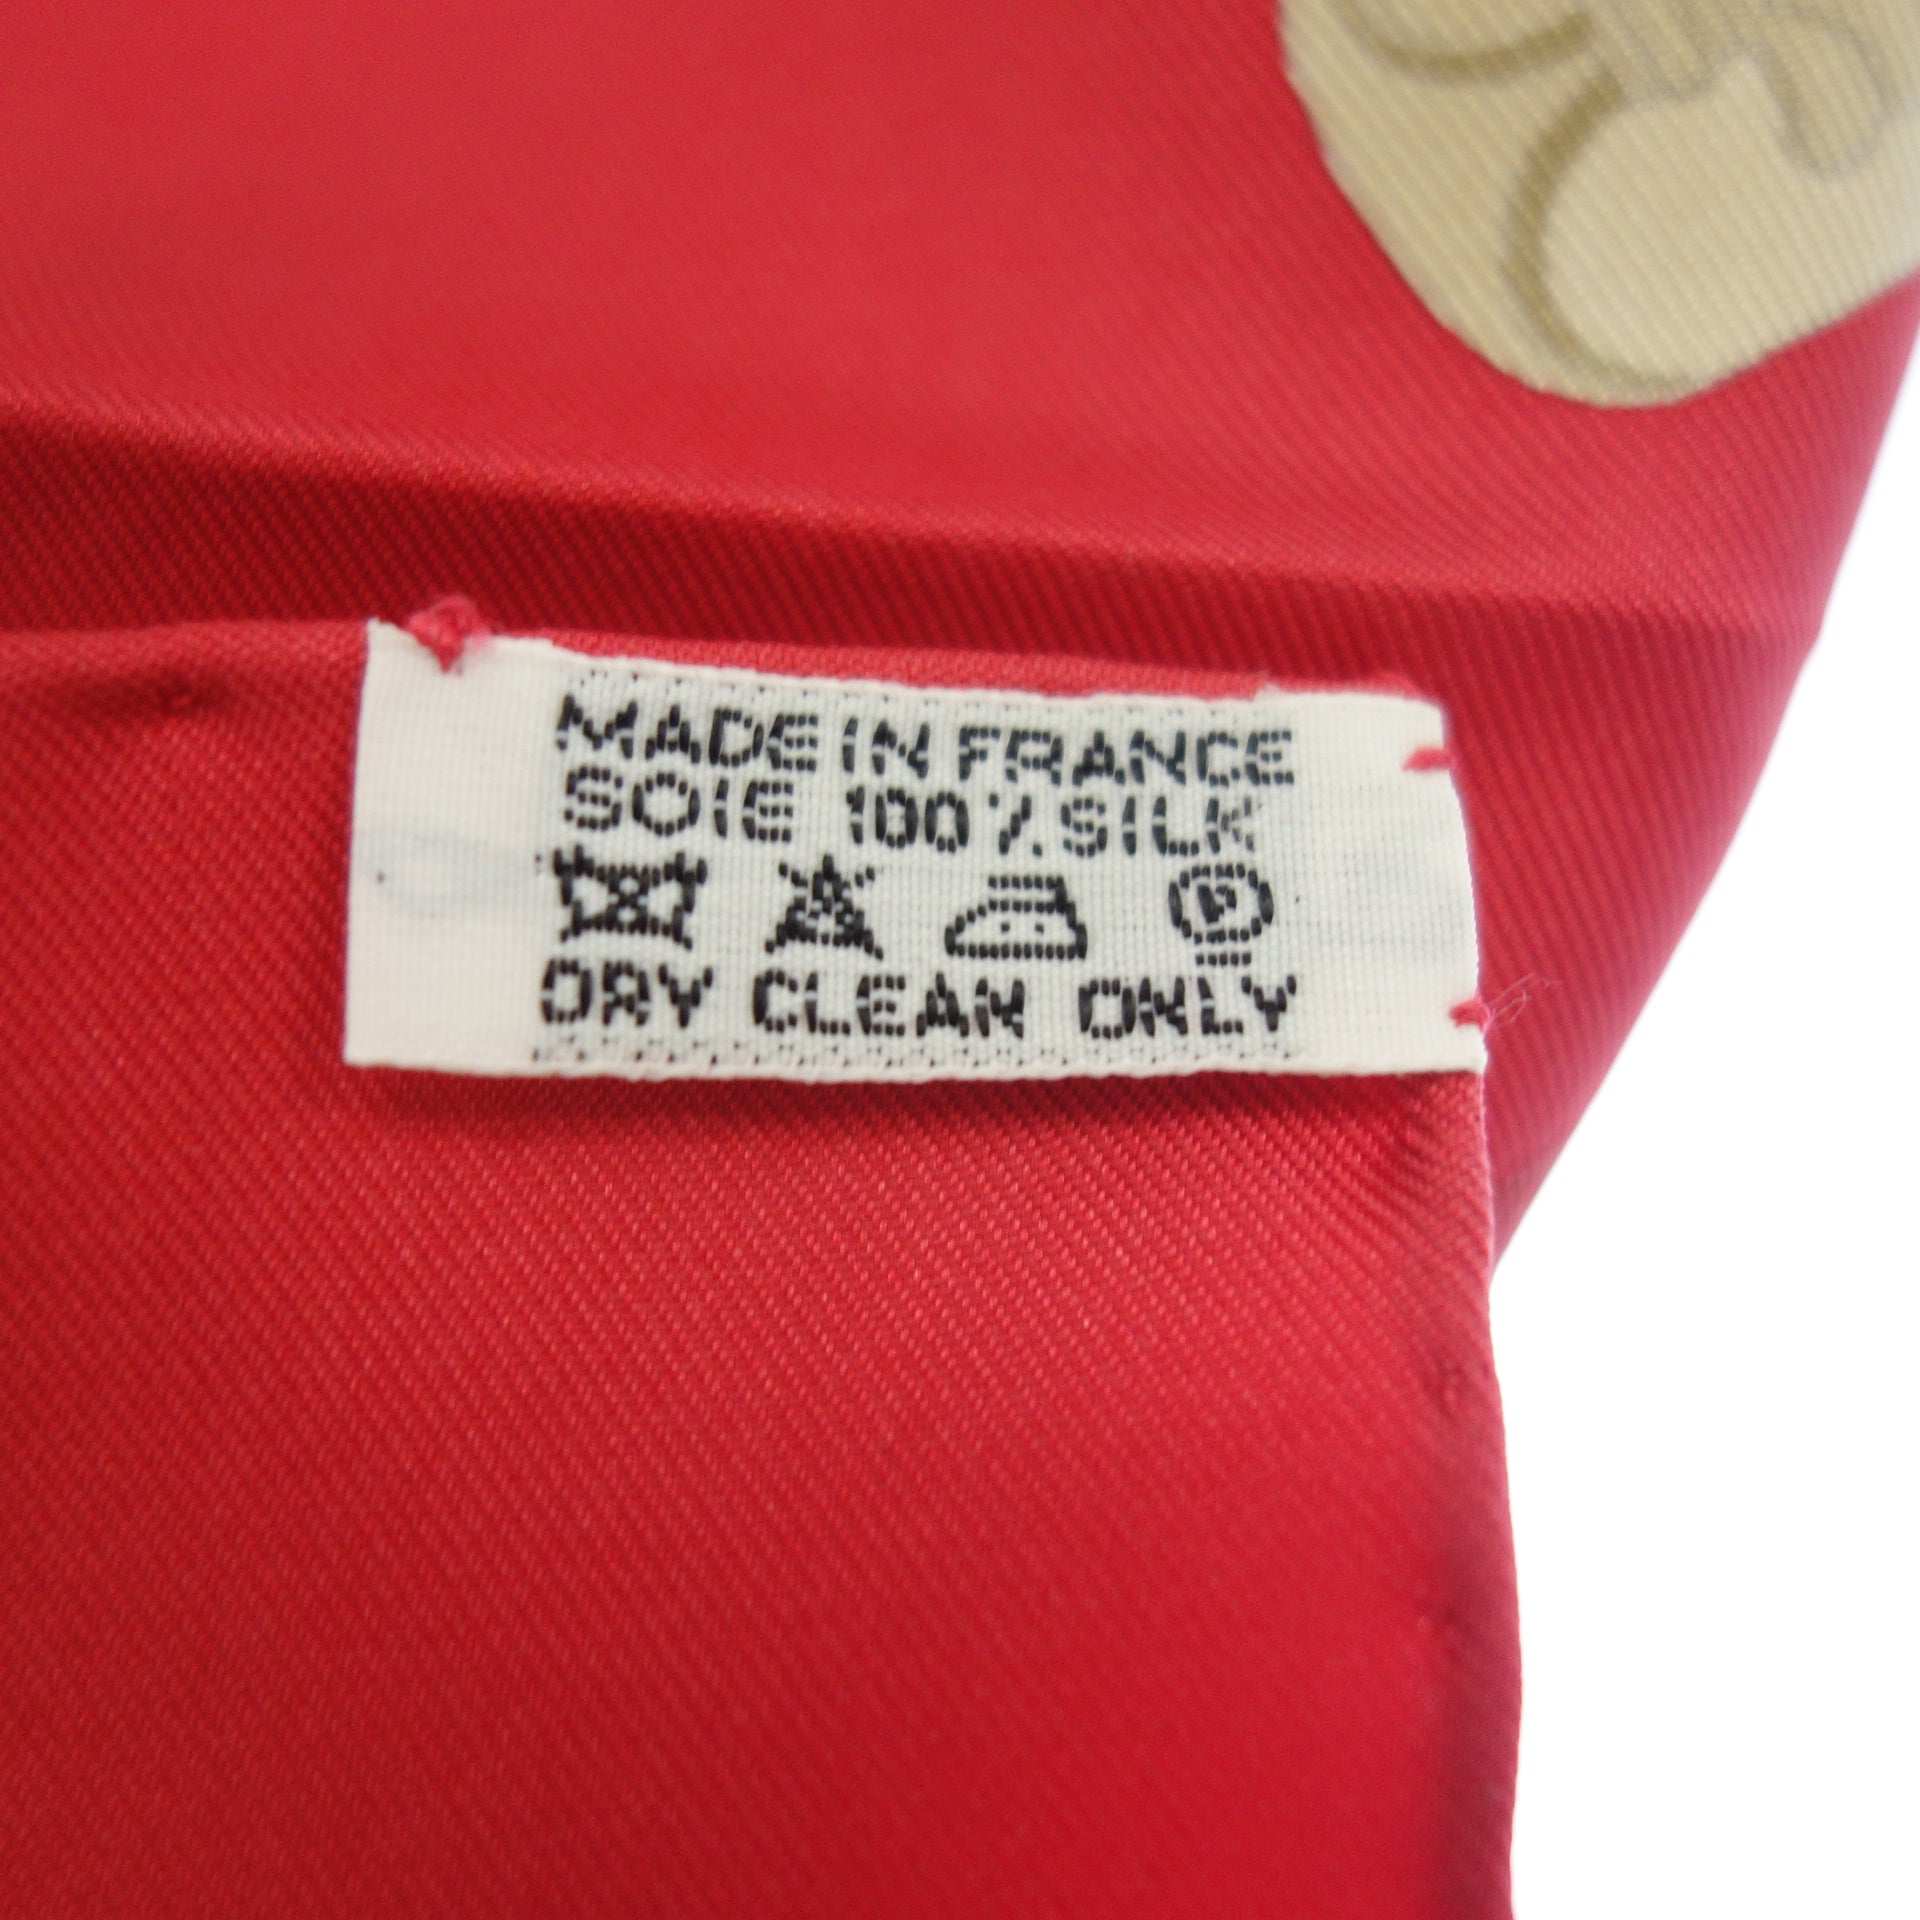 MADE IN FRANCE
SOIE 100% SILK
P
DRY CLEAN ONLY